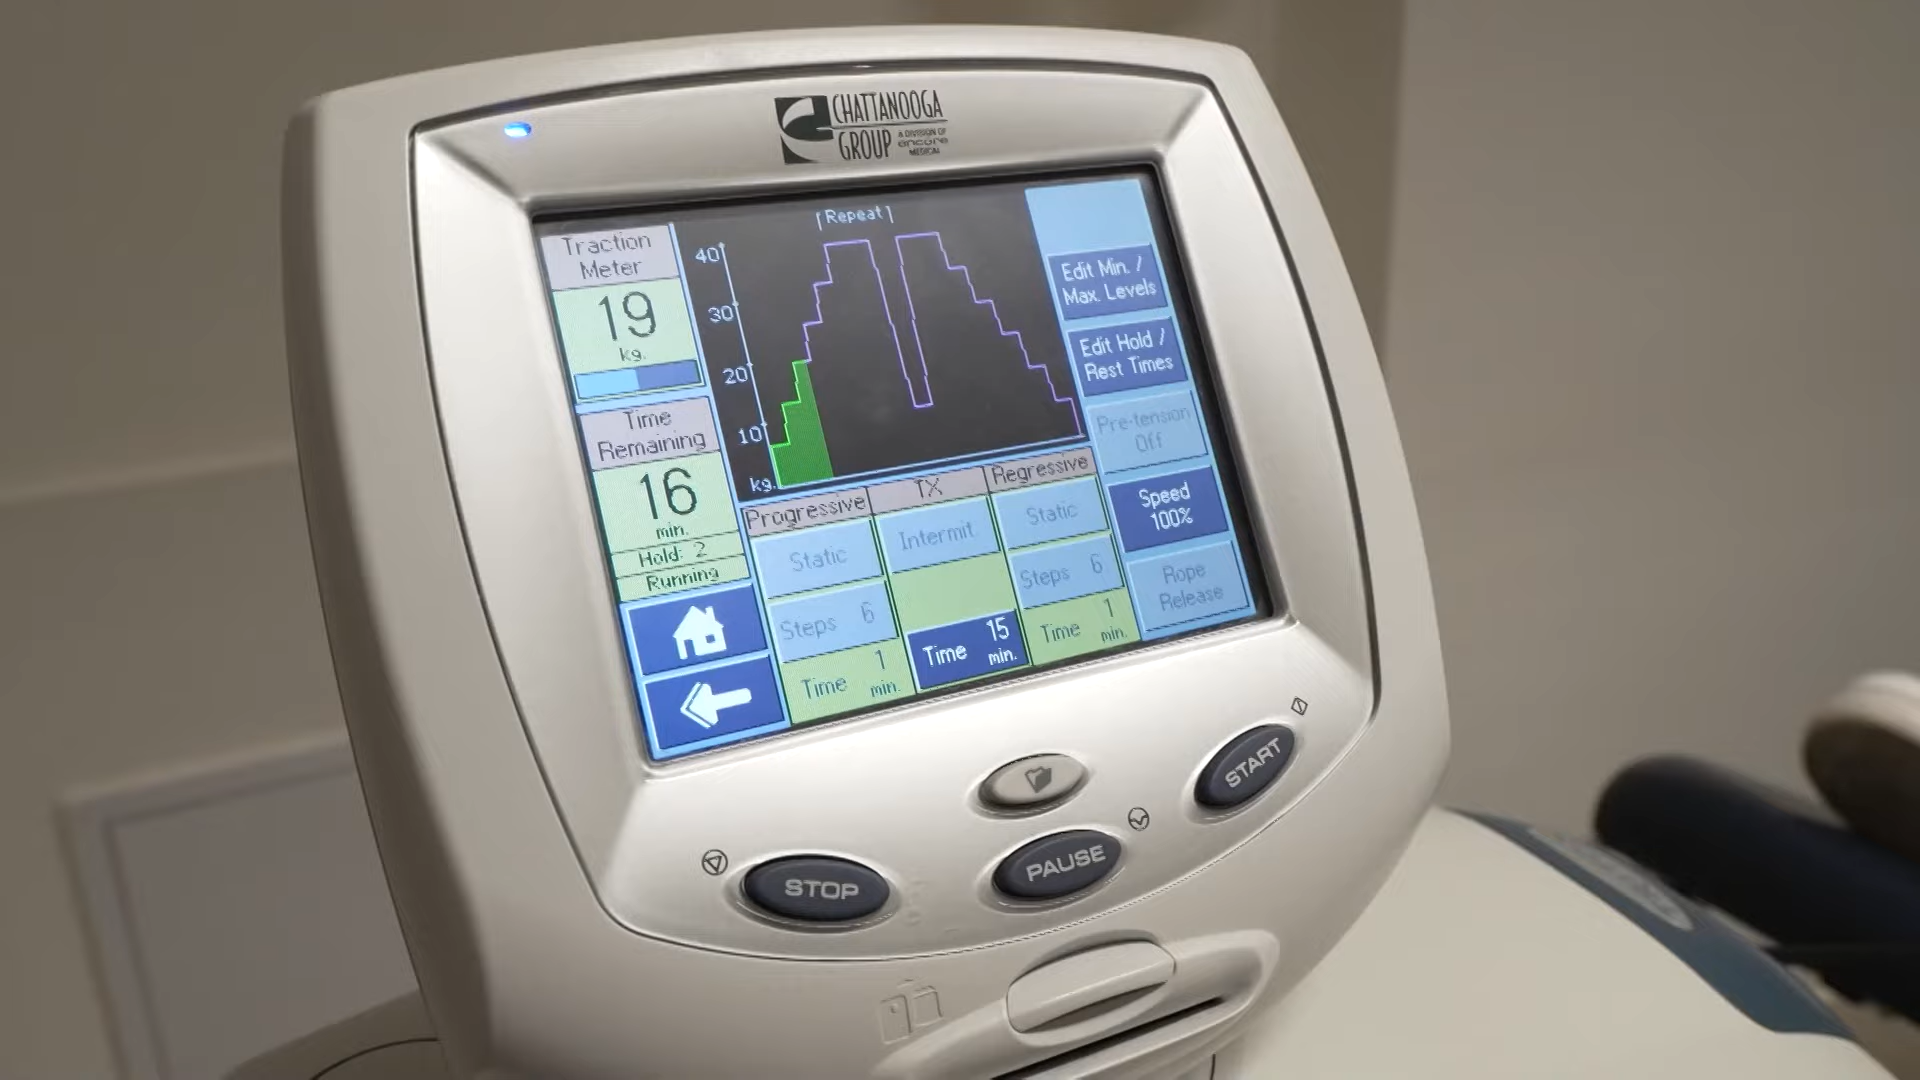 CHATTANOOGA
GROUP
A DIVISION OF
encore
MEDICAL
[Repeat]
Traction
Meter
19
kg.
Time
Remaining
16
min.
Hold: 2
Running
40
30
20
10
kg.
Progressive
Static
Steps 6
Time 1 min.
TX
Intermit.
Time 15 min.
Regressive
Static
Steps 6
Time 1 min.
Edit Min. /
Max. Levels
Edit Hold /
Rest Times
Pre-tension
Off
Speed
100%
Rope
Release
STOP
PAUSE
START